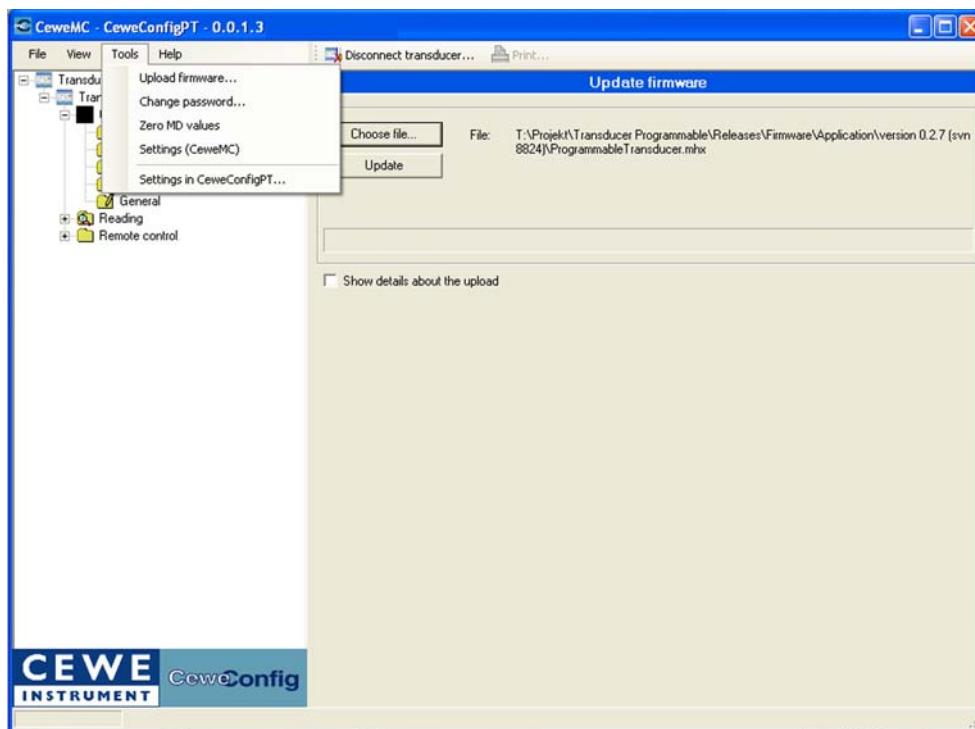 CeweMC - CeweConfigPT - 0.0.1.3
File View Tools Help
Disconnect transducer... Print...
Upload firmware...
Change password...
Zero MD values
Settings (CeweMC)
Settings in CeweConfigPT...
General
Reading
Remote control
Update firmware
Choose file...
File:
T:\Projekt\Transducer Programmable\Releases\Firmware\Application\version 0.2.7 (svn
8824)\ProgrammableTransducer.mhx
Update
Show details about the upload
CEWE
INSTRUMENT
CeweConfig